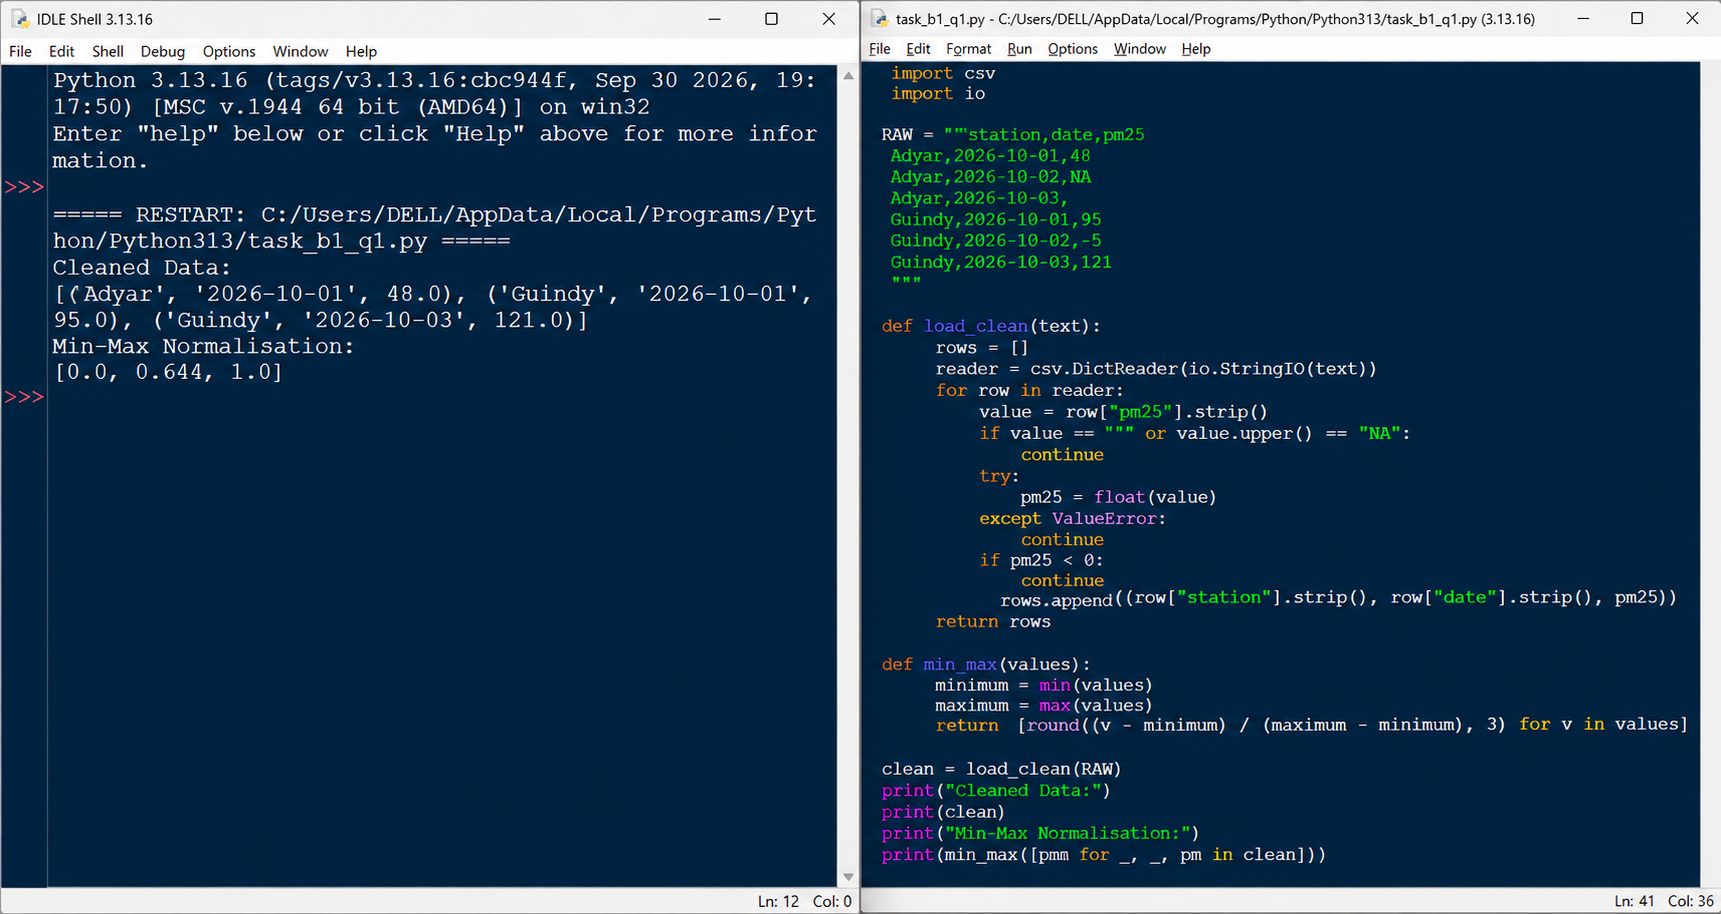 IDLE Shell 3.13.16
File Edit Shell Debug Options Window Help
Python 3.13.16 (tags/v3.13.16:cbc944f, Sep 30 2026, 19:
17:50) [MSC v.1944 64 bit (AMD64)] on win32
Enter "help" below or click "Help" above for more infor
mation.
>>>
===== RESTART: C:/Users/DELL/AppData/Local/Programs/Pyt
hon/Python313/task_b1_q1.py =====
Cleaned Data:
[('Adyar', '2026-10-01', 48.0), ('Guindy', '2026-10-01',
95.0), ('Guindy', '2026-10-03', 121.0)]
Min-Max Normalisation:
[0.0, 0.644, 1.0]
>>>
Ln: 12 Col: 0
task_b1_q1.py - C:/Users/DELL/AppData/Local/Programs/Python/Python313/task_b1_q1.py (3.13.16)
File Edit Format Run Options Window Help
import csv
import io
RAW = """station,date,pm25
Adyar,2026-10-01,48
Adyar,2026-10-02,NA
Adyar,2026-10-03,
Guindy,2026-10-01,95
Guindy,2026-10-02,-5
Guindy,2026-10-03,121
"""
def load_clean(text):
rows = []
reader = csv.DictReader(io.StringIO(text))
for row in reader:
value = row["pm25"].strip()
if value == """ or value.upper() == "NA":
continue
try:
pm25 = float(value)
except ValueError:
continue
if pm25 < 0:
continue
rows.append((row["station"].strip(), row["date"].strip(), pm25))
return rows
def min_max(values):
minimum = min(values)
maximum = max(values)
return [round((v - minimum) / (maximum - minimum), 3) for v in values]
clean = load_clean(RAW)
print("Cleaned Data:")
print(clean)
print("Min-Max Normalisation:")
print(min_max([pmm for _, _, pm in clean]))
Ln: 41 Col: 36